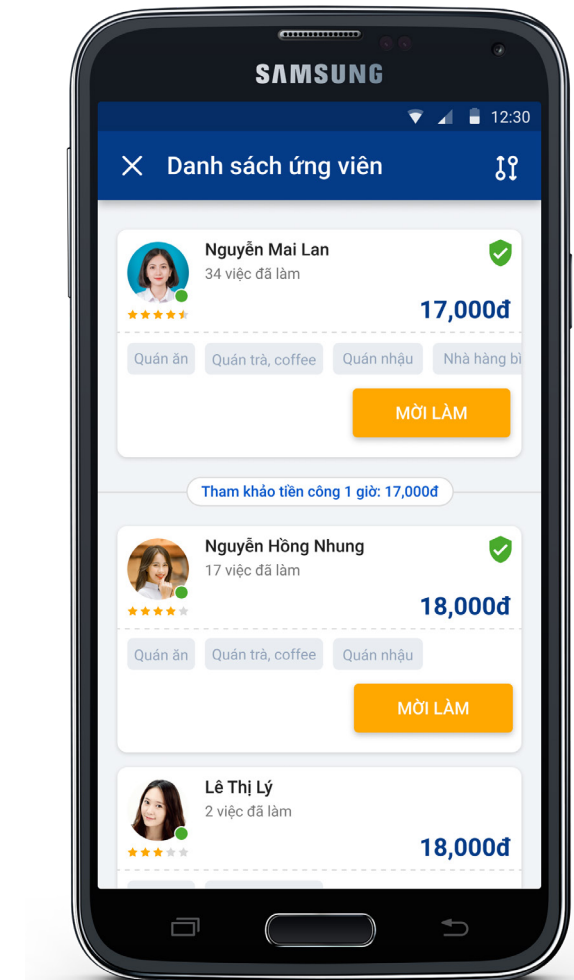 SAMSUNG
12:30
Danh sách ứng viên
Nguyễn Mai Lan
34 việc đã làm
17,000đ
Quán ăn Quán trà, coffee Quán nhậu Nhà hàng bì
MỜI LÀM
Tham khảo tiền công 1 giờ: 17,000đ
Nguyễn Hồng Nhung
17 việc đã làm
18,000đ
Quán ăn Quán trà, coffee Quán nhậu
MỜI LÀM
Lê Thị Lý
2 việc đã làm
18,000đ